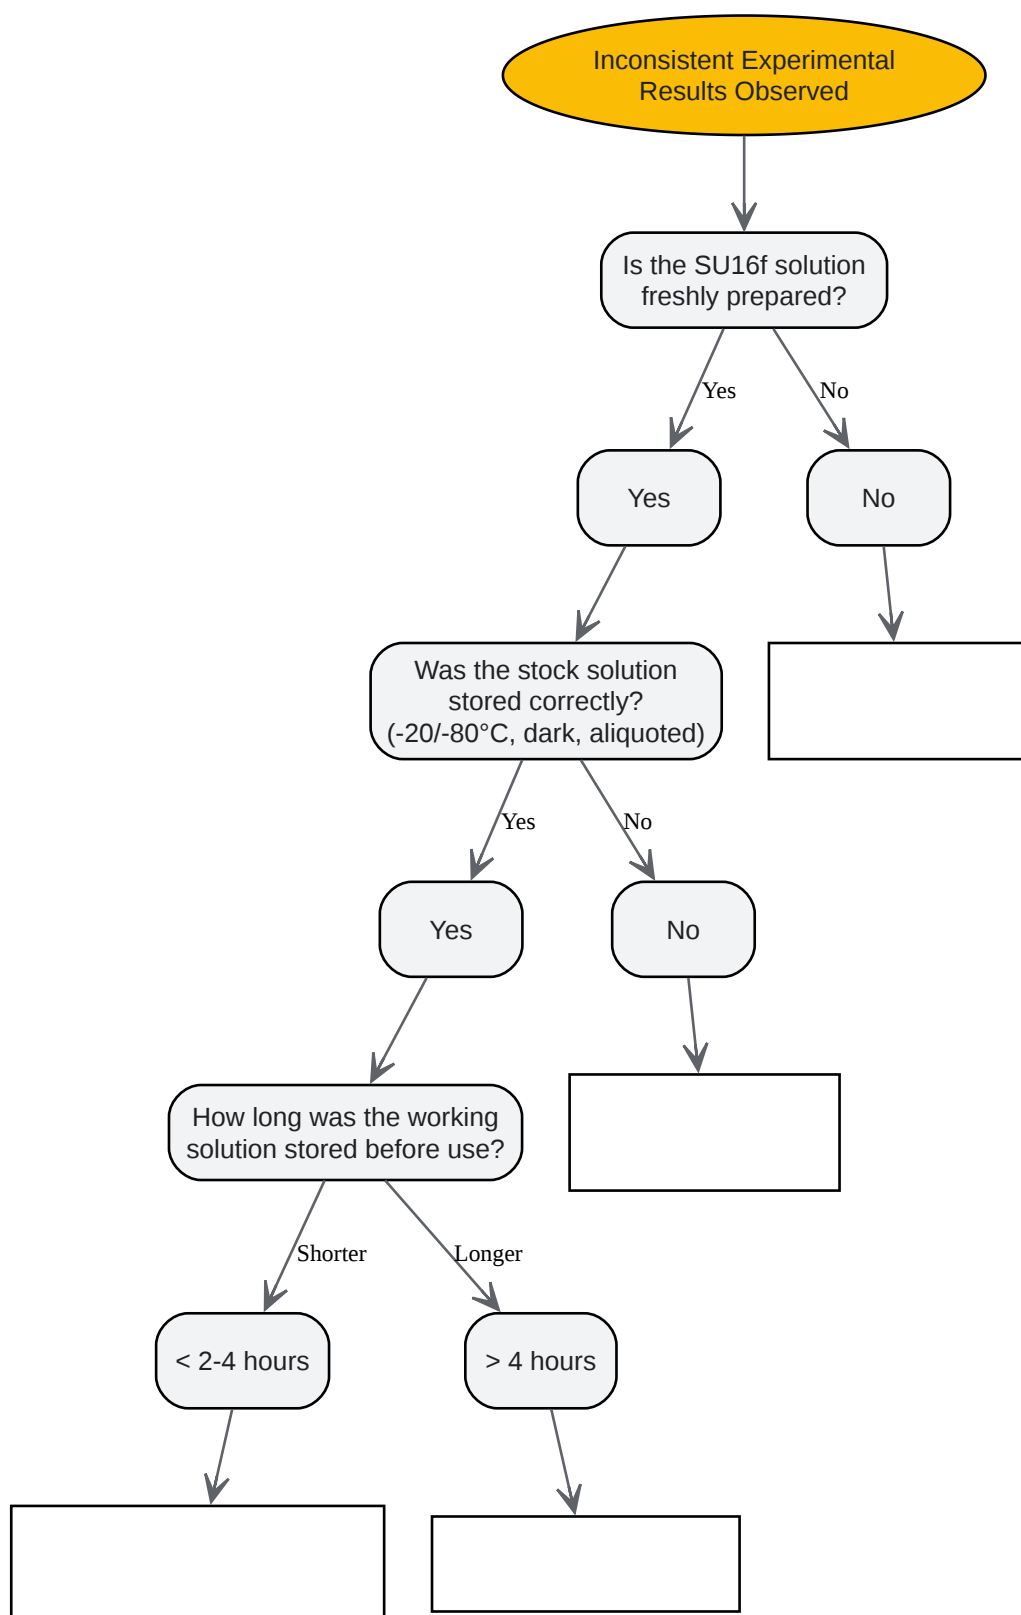 Inconsistent Experimental
Results Observed
Is the SU16f solution
freshly prepared?
Yes
No
Yes
No
Was the stock solution
stored correctly?
(-20/-80°C, dark, aliquoted)
Yes
No
Yes
No
How long was the working
solution stored before use?
Shorter
Longer
< 2-4 hours
> 4 hours